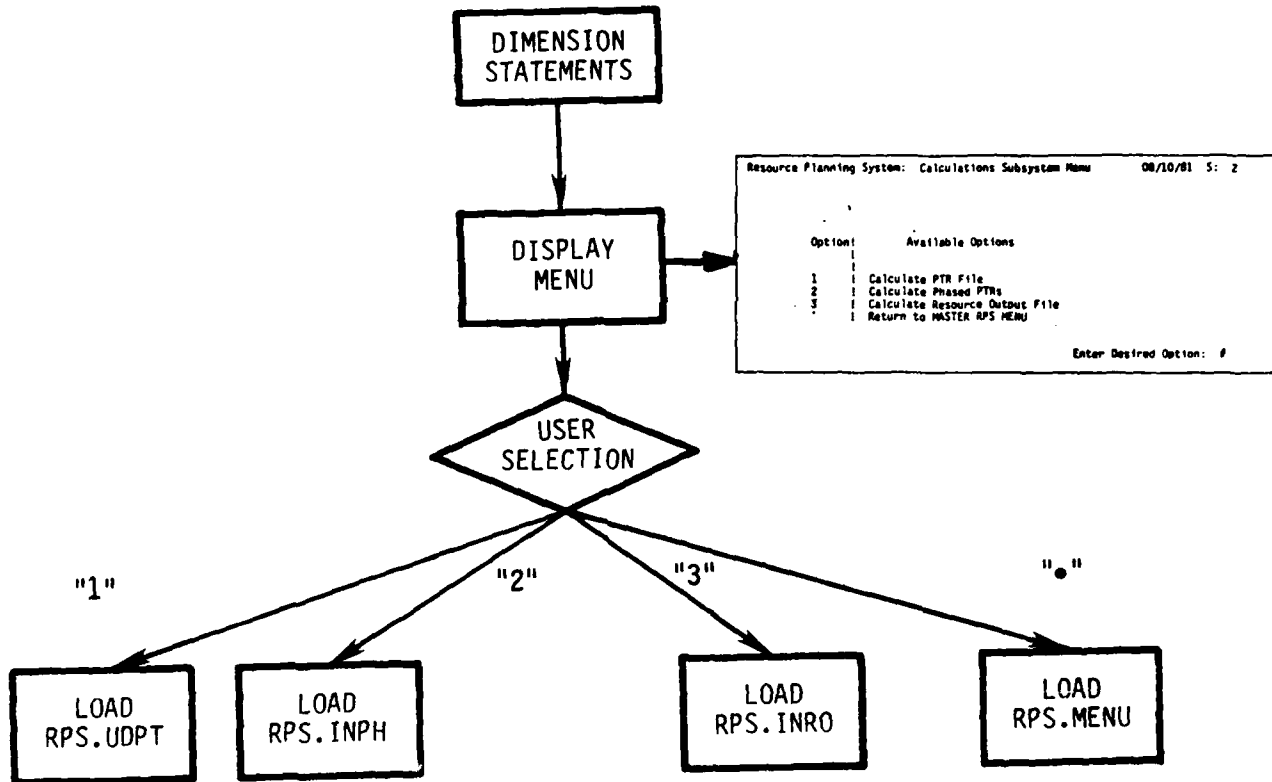 DIMENSION
STATEMENTS
DISPLAY
MENU
Resource Planning System: Calculations Subsystem Menu 08/10/81 5: 2
Option! Available Options
!
!
1 ! Calculate PTR File
2 ! Calculate Phased PTRs
3 ! Calculate Resource Output File
! Return to MASTER RPS MENU
Enter Desired Option: #
USER
SELECTION
"1"
"2"
"3"
"•"
LOAD
RPS.UDPT
LOAD
RPS.INPH
LOAD
RPS.INRO
LOAD
RPS.MENU